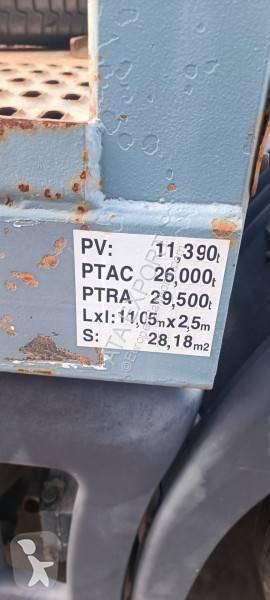 PV: 11,390t
PTAC 26,000t
PTRA 29,500t
Lxl: 11,05m x 2,5m
S: 28,18m2